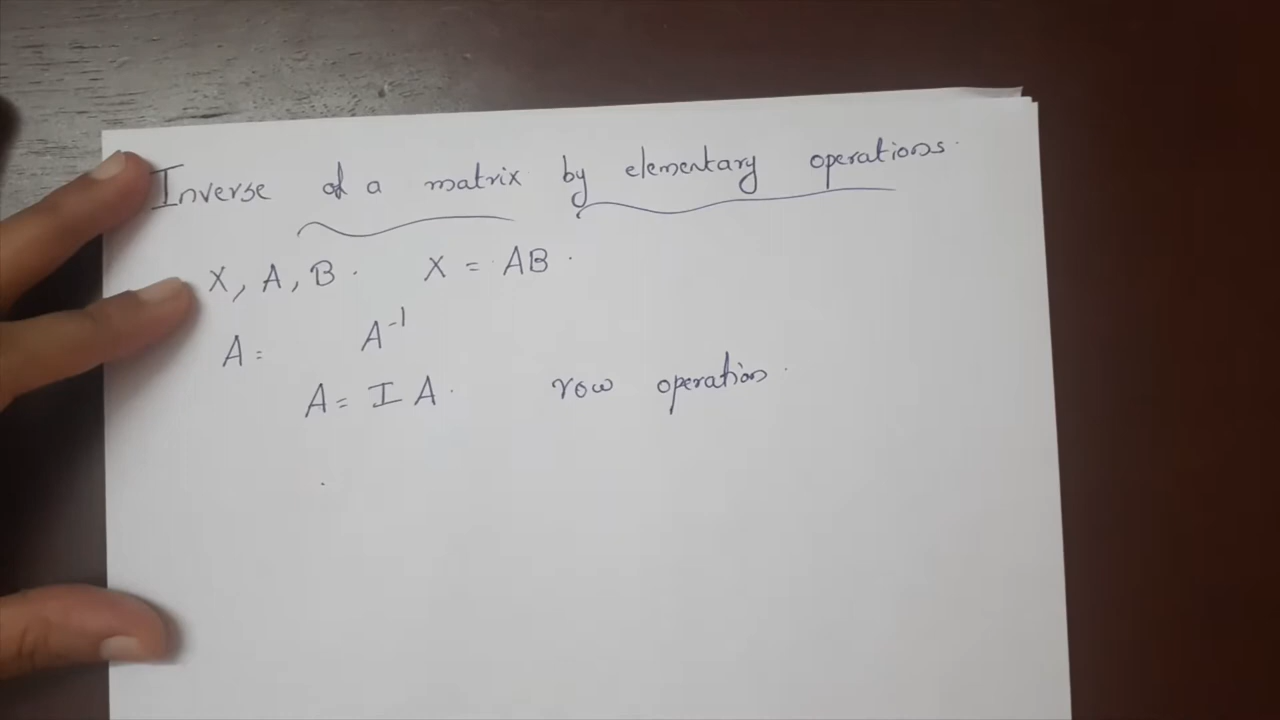 Inverse of a matrix by elementary operations.
X, A, B. X = AB.
A = A⁻¹
A = I A. row operation.